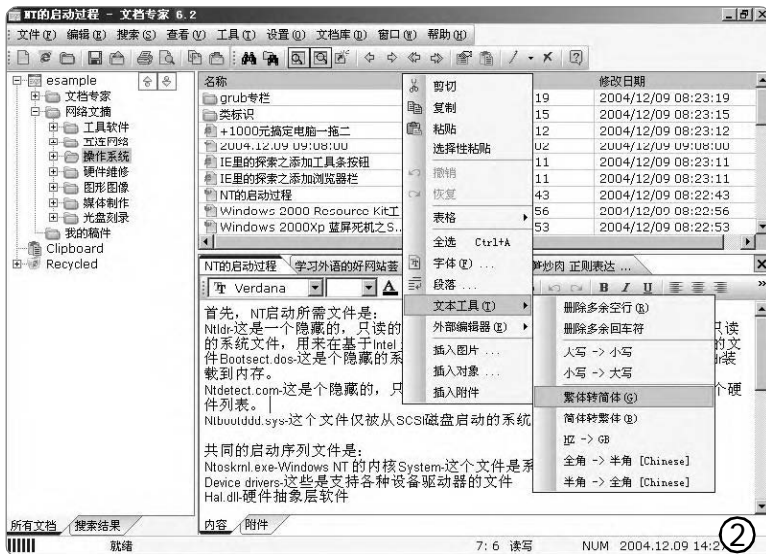 NT的启动过程 - 文档专家 6.2
文件(F) 编辑(E) 搜索(S) 查看(V) 工具(T) 设置(O) 文档库(D) 窗口(W) 帮助(H)
esample
文档专家
网络文摘
工具软件
互连网络
操作系统
硬件维修
图形图像
媒体制作
光盘刻录
我的稿件
Clipboard
Recycled
名称 修改日期
grub专栏 19 2004/12/09 08:23:19
类标识 15 2004/12/09 08:23:15
+1000元搞定电脑一拖二 12 2004/12/09 08:23:12
2004.12.09 09:08:00 02 2004/12/09 09:08:00
IE里的探索之添加工具条按钮 11 2004/12/09 08:23:11
IE里的探索之添加浏览器栏 11 2004/12/09 08:23:11
NT的启动过程 43 2004/12/09 08:22:43
Windows 2000 Resource Kit工 56 2004/12/09 08:22:56
Windows 2000Xp 蓝屏死机之S.. 53 2004/12/09 08:22:53
剪切
复制
粘贴
选择性粘贴
撤销
恢复
表格
全选 Ctrl+A
字体(F) ...
段落 ...
文本工具(T)
外部编辑器(E)
插入图片 ...
插入对象 ...
插入附件
删除多余空行(R)
删除多余回车符
大写 -> 小写
小写 -> 大写
繁体转简体(G)
简体转繁体(B)
HZ -> GB
全角 -> 半角 [Chinese]
半角 -> 全角 [Chinese]
NT的启动过程 学习外语的好网站荟 炒肉 正则表达 ...
Verdana
B I U
首先，NT启动所需文件是:
Ntldr-这是一个隐藏的，只读的 只读
的系统文件，用来在基于Intel 的文
件Bootsect.dos-这是个隐藏的系 dr装
载到内存。
Ntdetect.com-这是个隐藏的，只 个硬
件列表。
Ntbootddd.sys-这个文件仅被从SCSI磁盘启动的系统
共同的启动序列文件是:
Ntoskrnl.exe-Windows NT 的内核System-这个文件是系
Device drivers-这些是支持各种设备驱动器的文件
Hal.dll-硬件抽象层软件
所有文档 搜索结果
内容 附件
就绪 7: 6 读写 NUM 2004.12.09 14:2
②